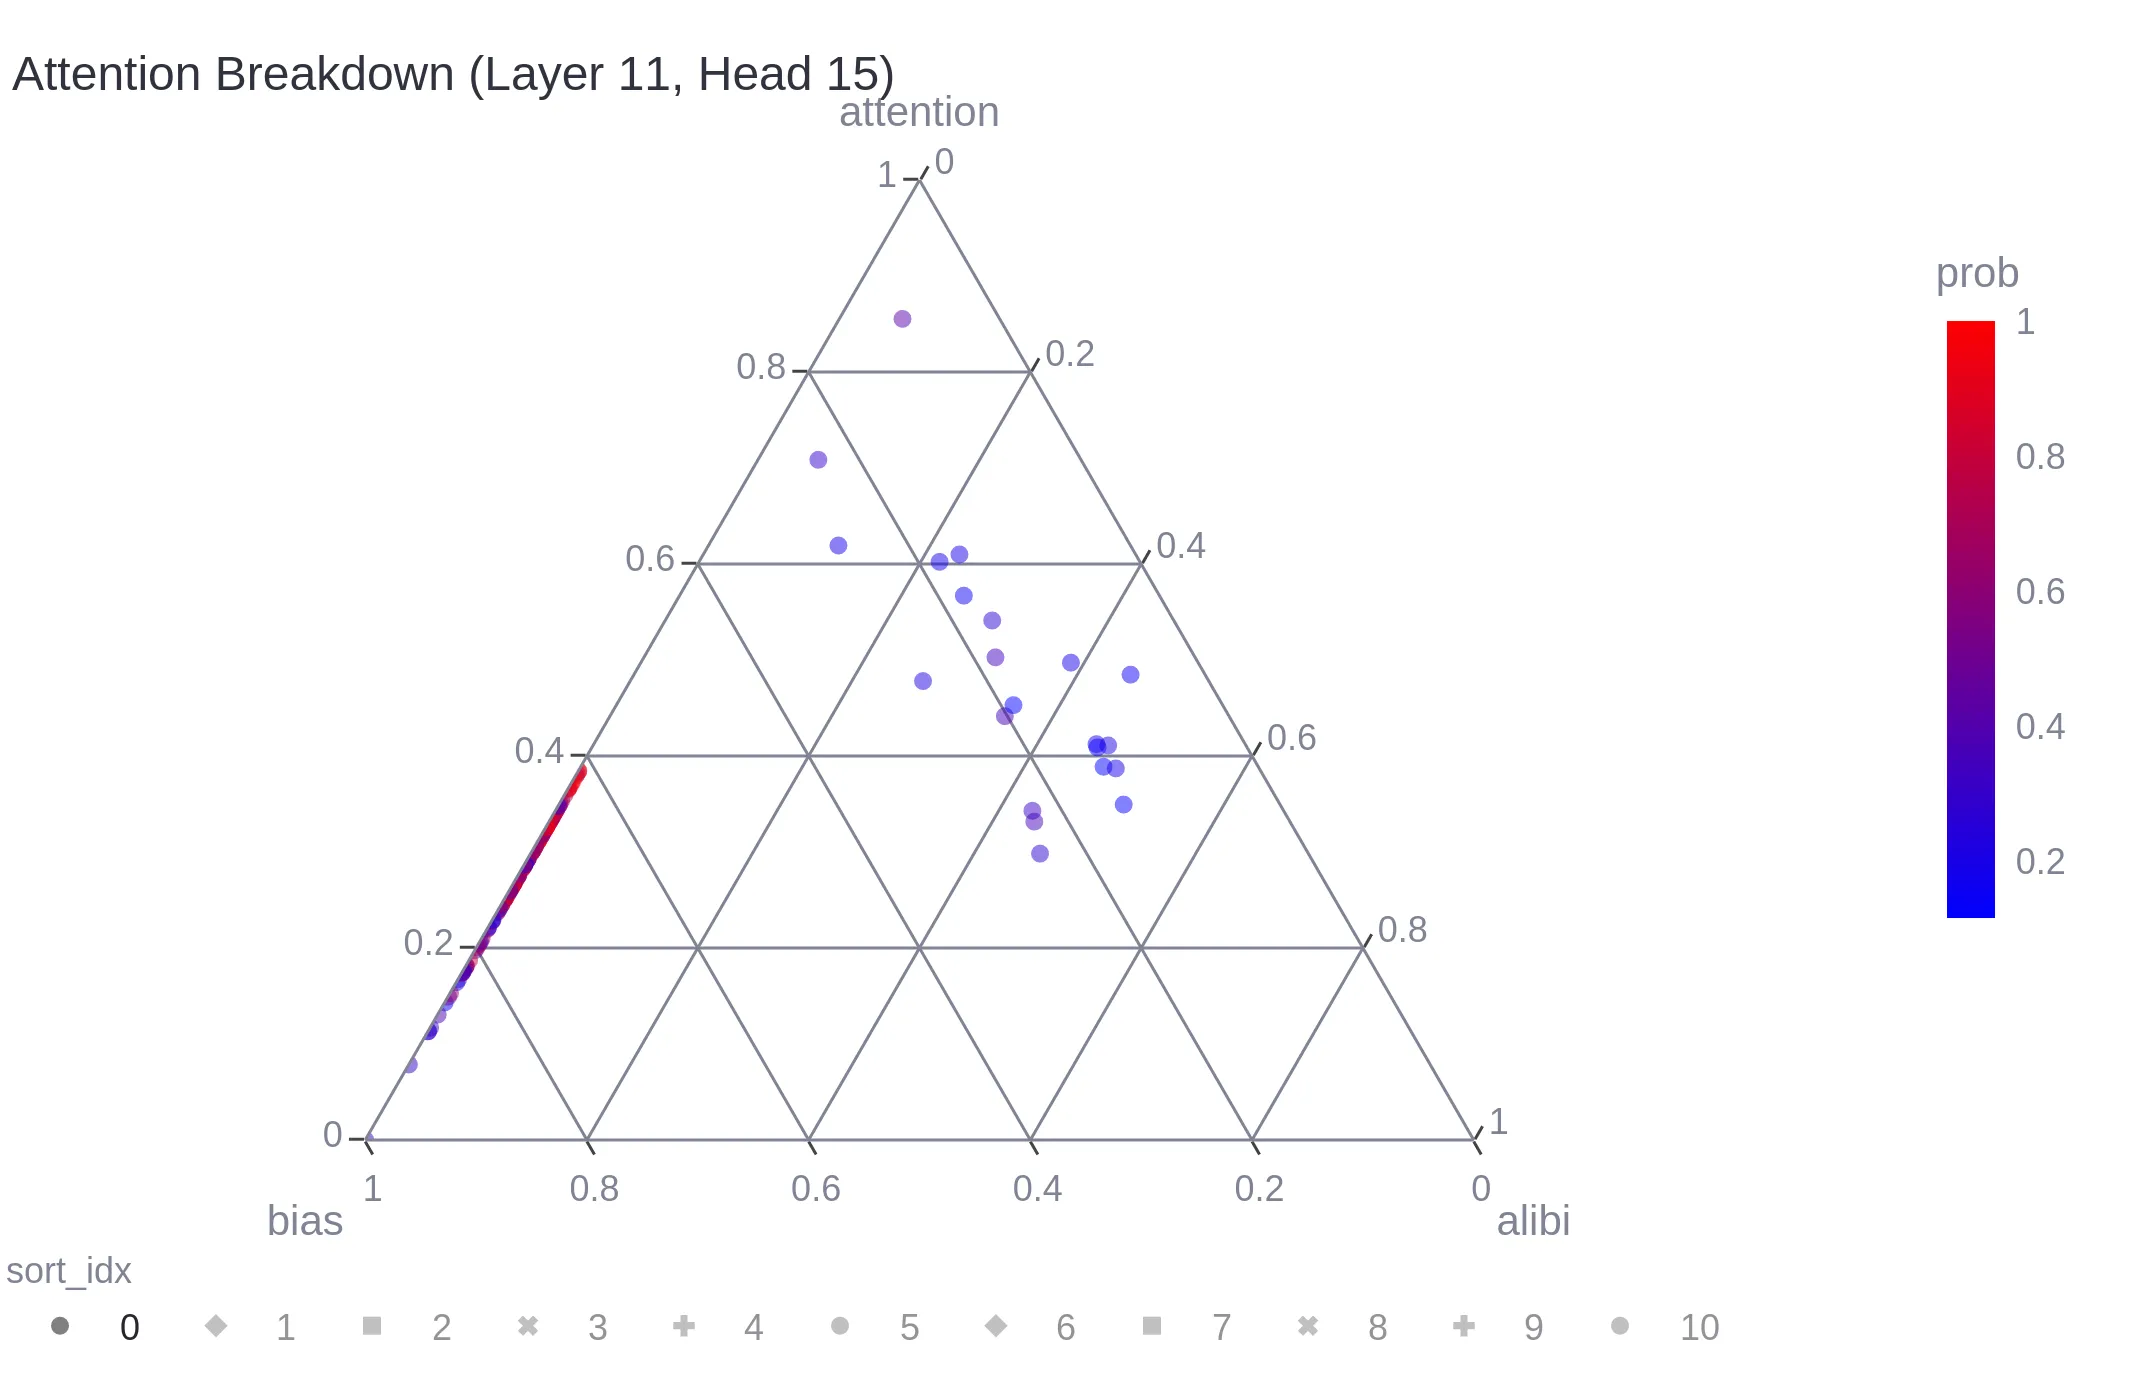 Attention Breakdown (Layer 11, Head 15)
attention
1 0
prob
1
0.8 0.2
0.8
0.6 0.4
0.6
0.4 0.6
0.4
0.2 0.8
0.2
0 1
1 0.8 0.6 0.4 0.2 0
bias alibi
sort_idx
0 1 2 3 4 5 6 7 8 9 10